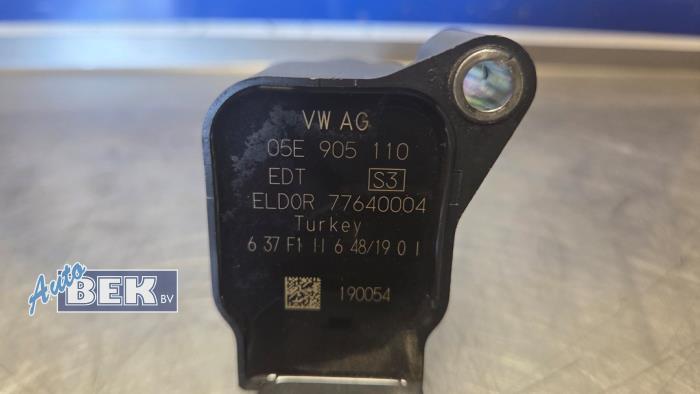 VW AG
05E 905 110
EDT S3
ELDOR 77640004
Turkey
6 37 F1 11 6 48/19 0 1
190054
Auto
BEK BV